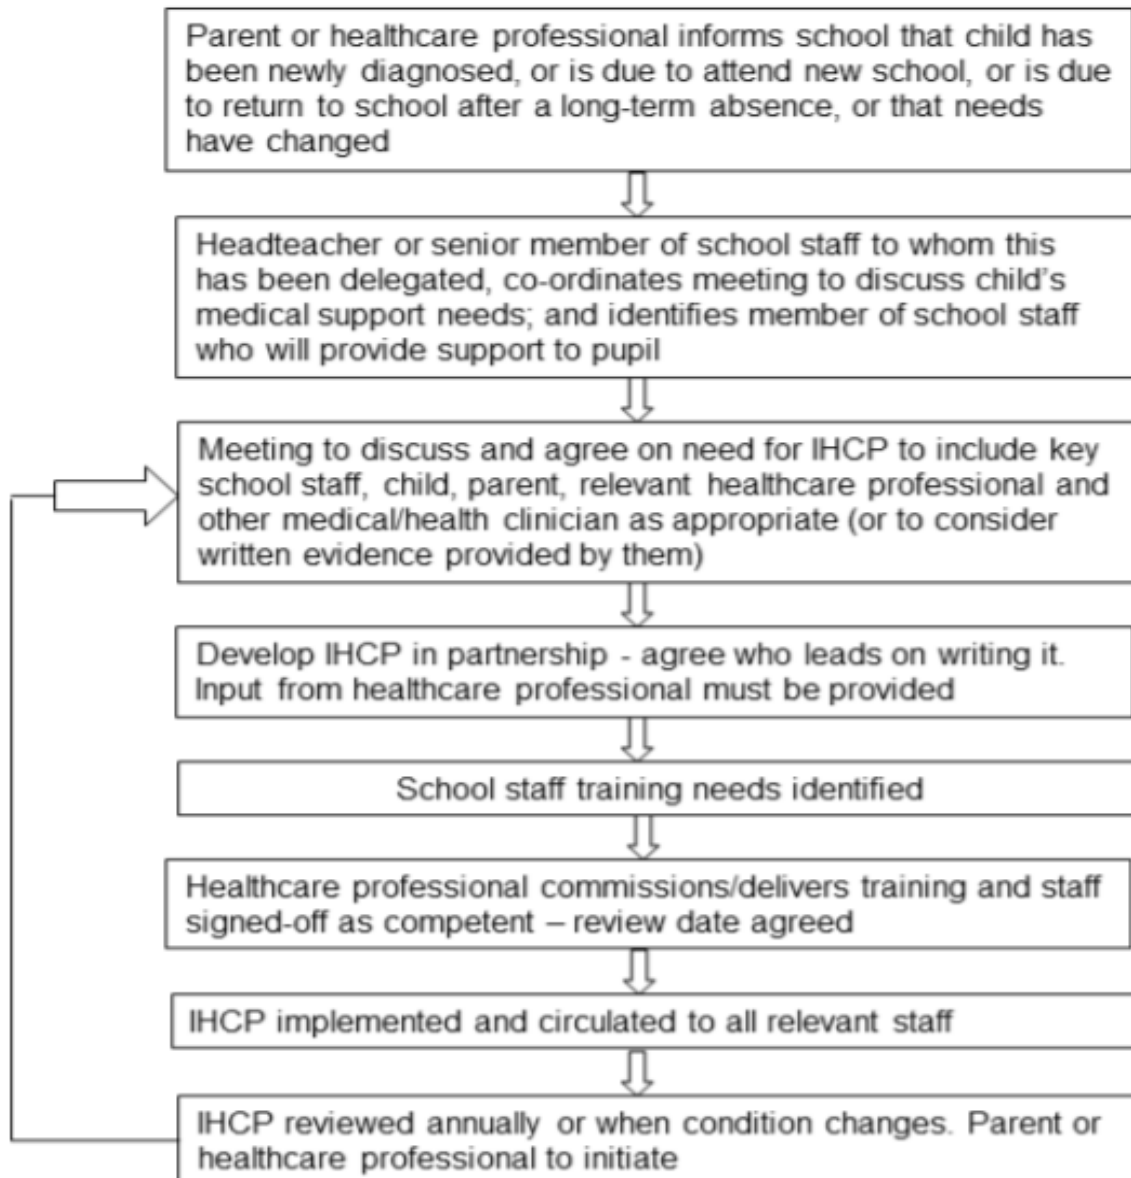 Parent or healthcare professional informs school that child has
been newly diagnosed, or is due to attend new school, or is due
to return to school after a long-term absence, or that needs
have changed
Headteacher or senior member of school staff to whom this
has been delegated, co-ordinates meeting to discuss child's
medical support needs; and identifies member of school staff
who will provide support to pupil
Meeting to discuss and agree on need for IHCP to include key
school staff, child, parent, relevant healthcare professional and
other medical/health clinician as appropriate (or to consider
written evidence provided by them)
Develop IHCP in partnership - agree who leads on writing it.
Input from healthcare professional must be provided
School staff training needs identified
Healthcare professional commissions/delivers training and staff
signed-off as competent – review date agreed
IHCP implemented and circulated to all relevant staff
IHCP reviewed annually or when condition changes. Parent or
healthcare professional to initiate